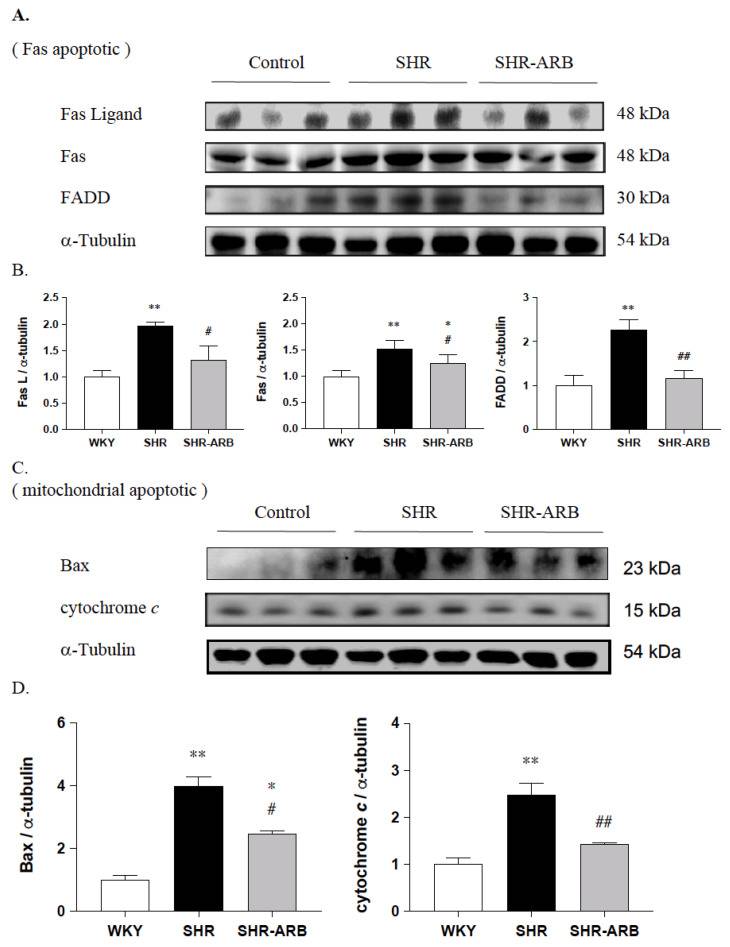 A.
( Fas apoptotic )
Control SHR SHR-ARB
Fas Ligand 48 kDa
Fas 48 kDa
FADD 30 kDa
α-Tubulin 54 kDa
B.
Fas L / α-tubulin
2.5
2.0
1.5
1.0
0.5
0.0
**
#
WKY SHR SHR-ARB
Fas / α-tubulin
2.5
2.0
1.5
1.0
0.5
0.0
**
*
#
WKY SHR SHR-ARB
FADD / α-tubulin
3
2
1
0
**
##
WKY SHR SHR-ARB
C.
( mitochondrial apoptotic )
Control SHR SHR-ARB
Bax 23 kDa
cytochrome c 15 kDa
α-Tubulin 54 kDa
D.
Bax / α-tubulin
6
4
2
0
**
*
#
WKY SHR SHR-ARB
cytochrome c / α-tubulin
4
3
2
1
0
**
##
WKY SHR SHR-ARB